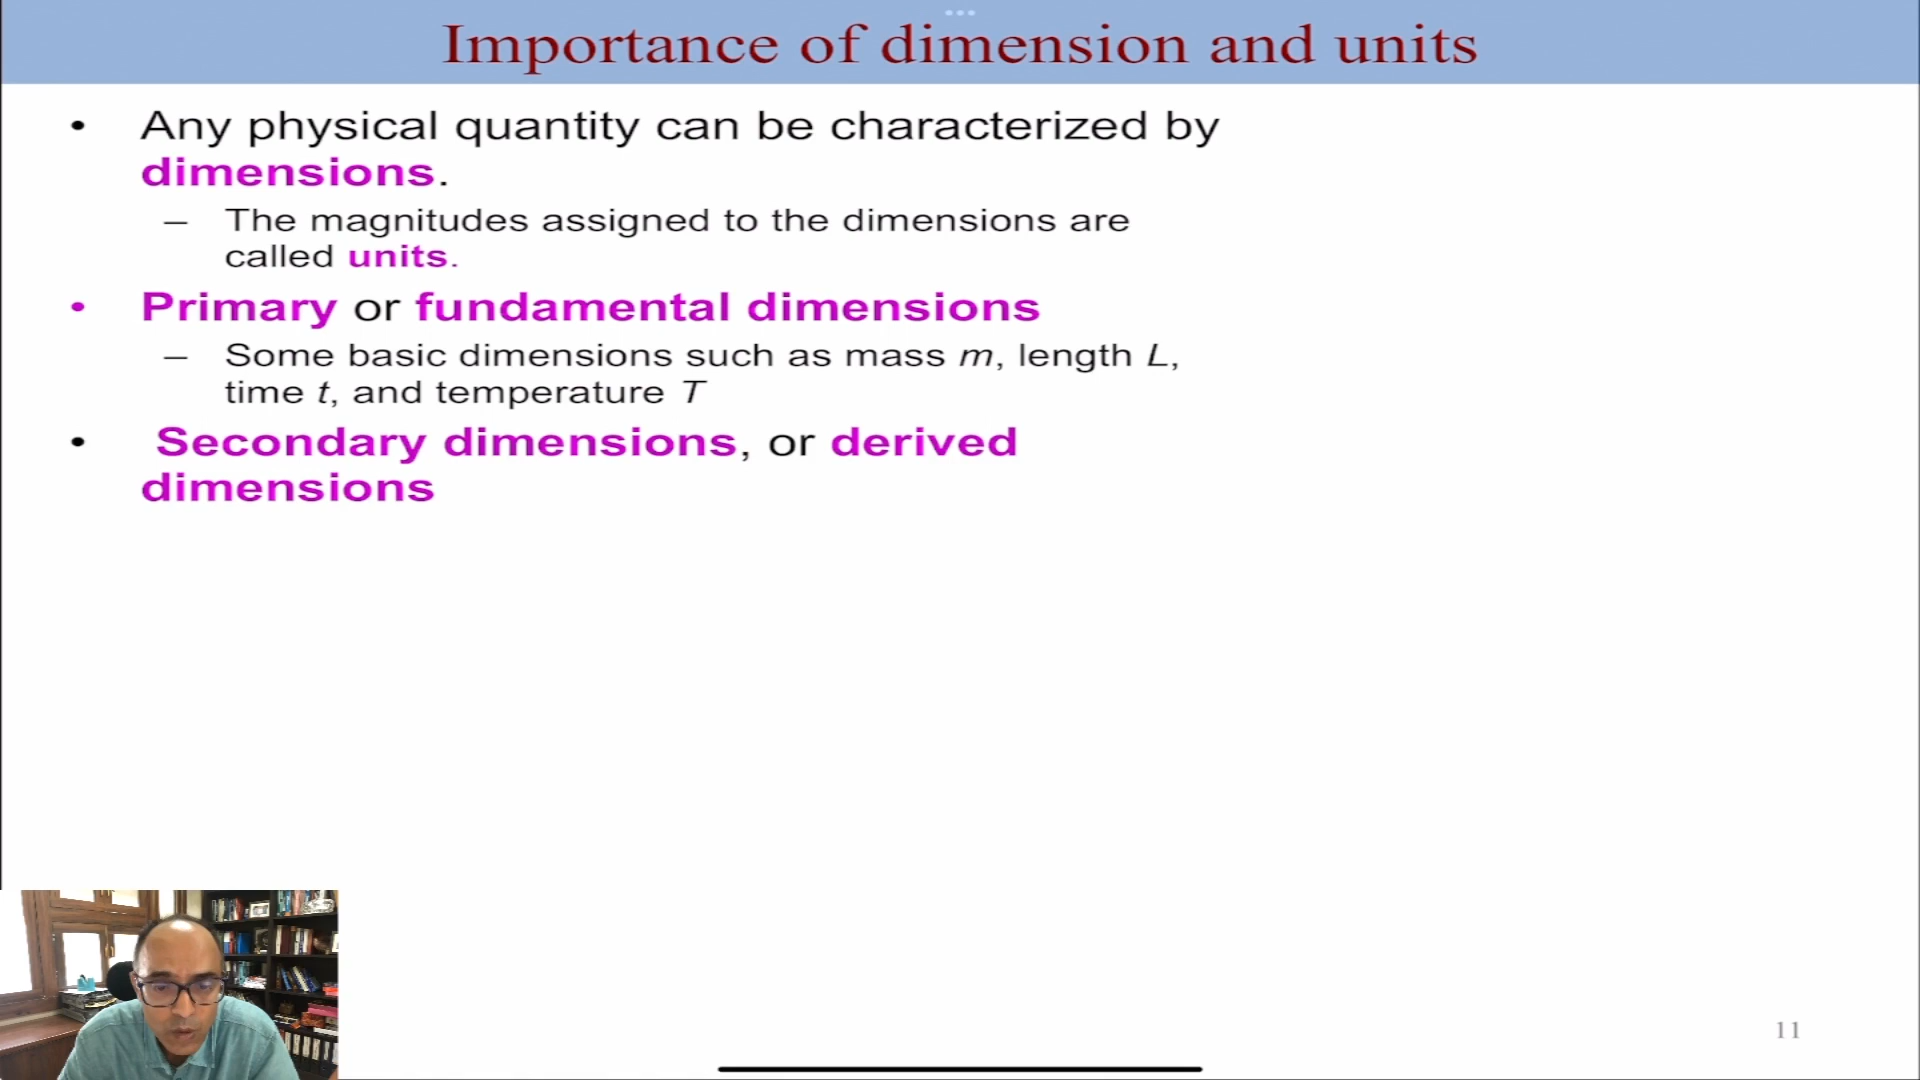 Importance of dimension and units
• Any physical quantity can be characterized by
dimensions.
– The magnitudes assigned to the dimensions are
called units.
• Primary or fundamental dimensions
– Some basic dimensions such as mass m, length L,
time t, and temperature T
• Secondary dimensions, or derived
dimensions
11